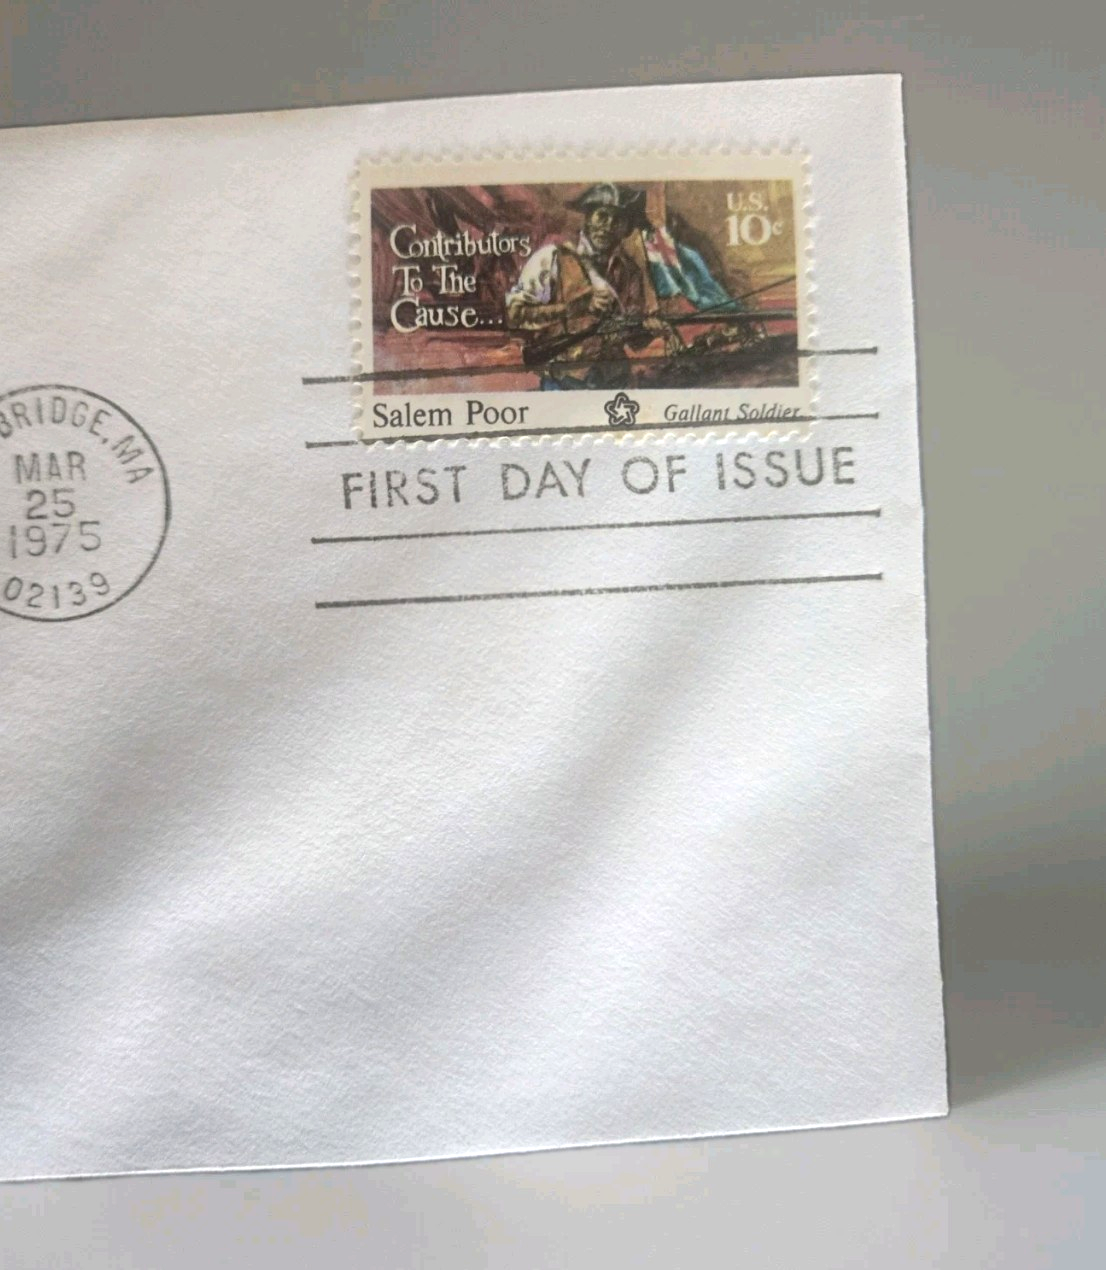 Contributors
To The
Cause...
U.S.
10c
Salem Poor
Gallant Soldier
BRIDGE, MA
MAR
25
1975
02139
FIRST DAY OF ISSUE